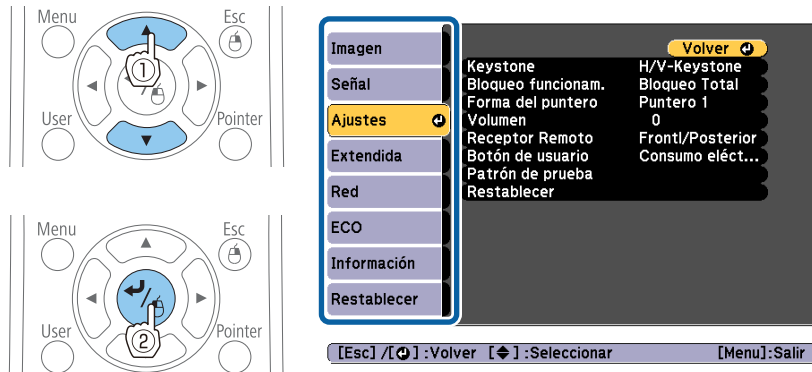 Menu
Esc
1
User
Pointer
Menu
Esc
User
Pointer
2
Imagen
Señal
Ajustes
Extendida
Red
ECO
Información
Restablecer
Volver
Keystone H/V-Keystone
Bloqueo funcionam. Bloqueo Total
Forma del puntero Puntero 1
Volumen 0
Receptor Remoto Frontl/Posterior
Botón de usuario Consumo eléct...
Patrón de prueba
Restablecer
[Esc] /[ ] :Volver [ ] :Seleccionar [Menu]:Salir